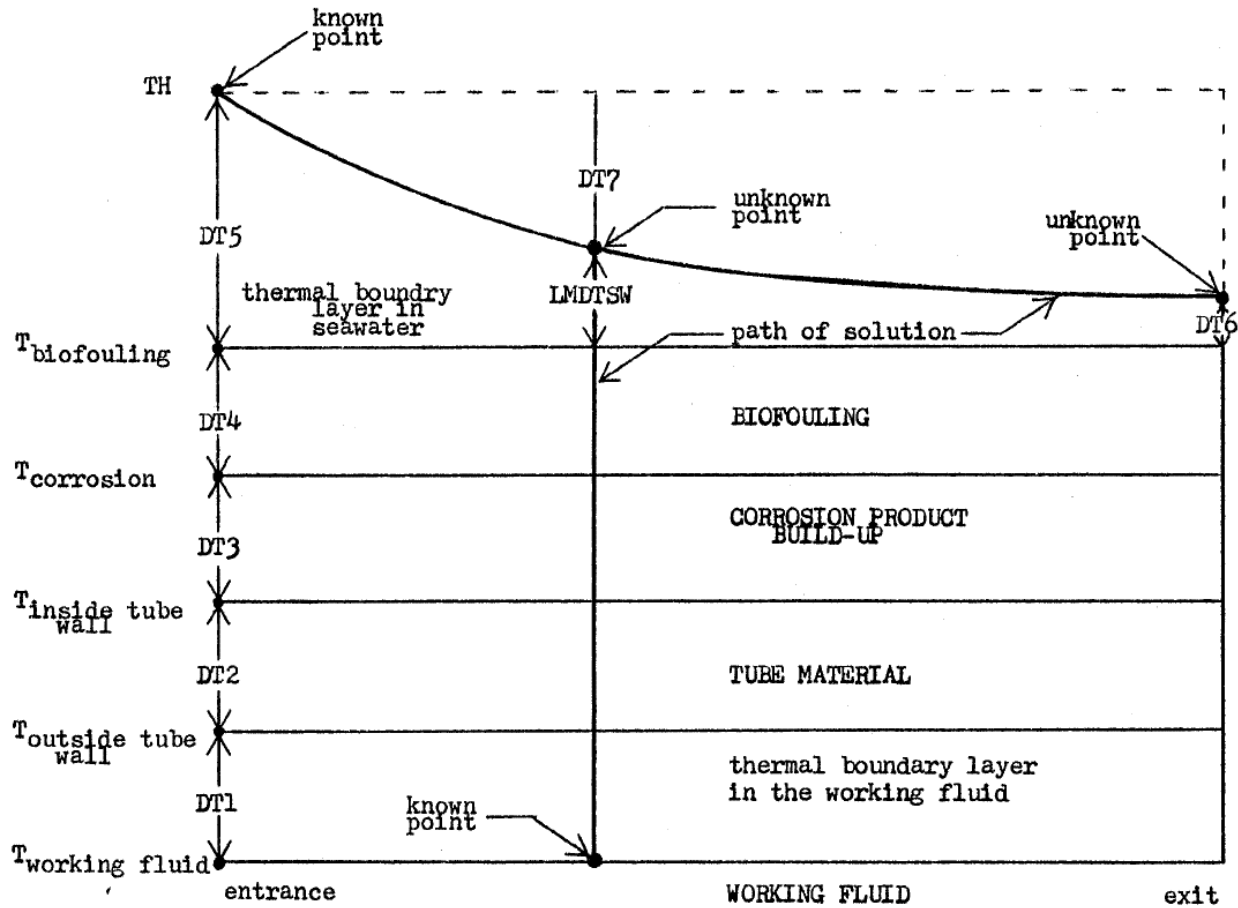 known
point
TH
DT7
unknown
point
unknown
point
DT5
thermal boundry
layer in
seawater
LMDTSW
DT6
path of solution
Tbiofouling
DT4
BIOFOULING
Tcorrosion
CORROSION PRODUCT
BUILD-UP
DT3
Tinside tube
wall
DT2
TUBE MATERIAL
Toutside tube
wall
thermal boundary layer
in the working fluid
DT1
known
point
Tworking fluid
entrance
WORKING FLUID
exit